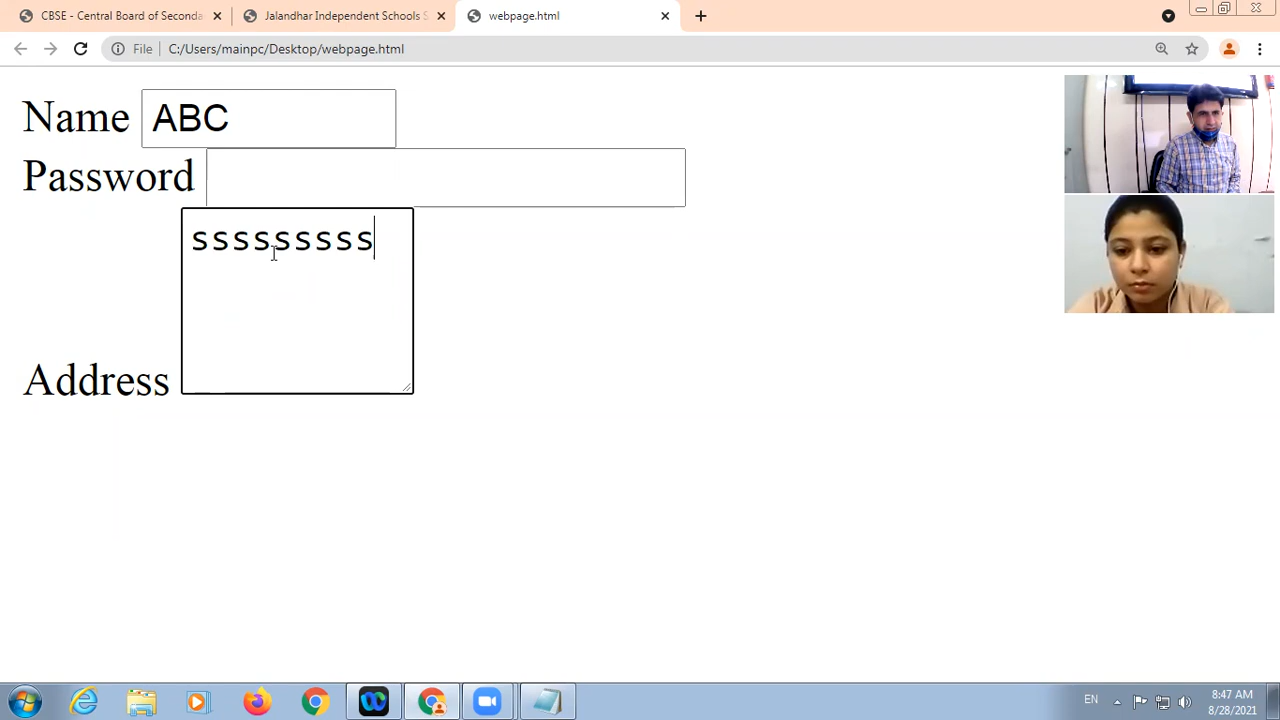 CBSE - Central Board of Seconda
Jalandhar Independent Schools S
webpage.html
File
C:/Users/mainpc/Desktop/webpage.html
Name ABC
Password
sssssssss
Address
EN
8:47 AM
8/28/2021